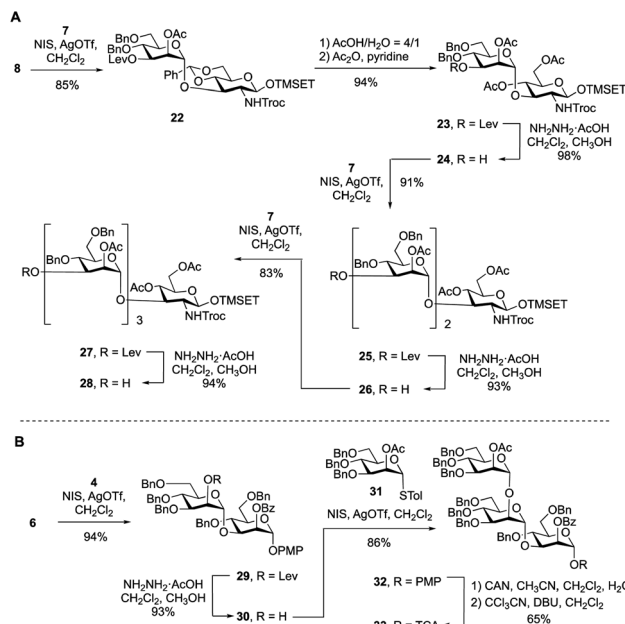 A
7
NIS, AgOTf,
CH2Cl2
8
85%
BnO
OAc
BnO
LevO
Ph
O
O
O
O
O
OTMSET
NHTroc
22
1) AcOH/H2O = 4/1
2) Ac2O, pyridine
94%
BnO
OAc
BnO
RO
O
OAc
AcO
O
O
OTMSET
NHTroc
23, R = Lev
NH2NH2·AcOH
CH2Cl2, CH3OH
98%
24, R = H
7
NIS, AgOTf,
CH2Cl2
91%
OBn
OAc
BnO
O
RO
OAc
AcO
O
O
OTMSET
NHTroc
2
25, R = Lev
NH2NH2·AcOH
CH2Cl2, CH3OH
93%
26, R = H
7
NIS, AgOTf,
CH2Cl2
83%
OBn
OAc
BnO
O
RO
OAc
AcO
O
O
OTMSET
NHTroc
3
27, R = Lev
NH2NH2·AcOH
CH2Cl2, CH3OH
94%
28, R = H
B
6
4
NIS, AgOTf,
CH2Cl2
94%
BnO
OR
BnO
BnO
O
OBn
OBz
BnO
O
O
OPMP
29, R = Lev
NH2NH2·AcOH
CH2Cl2, CH3OH
93%
30, R = H
BnO
OAc
BnO
BnO
O
STol
31
NIS, AgOTf, CH2Cl2
86%
BnO
OAc
BnO
BnO
O
O
BnO
BnO
BnO
O
OBn
OBz
BnO
O
O
OR
32, R = PMP
1) CAN, CH3CN, CH2Cl2, H2O
2) CCl3CN, DBU, CH2Cl2
65%